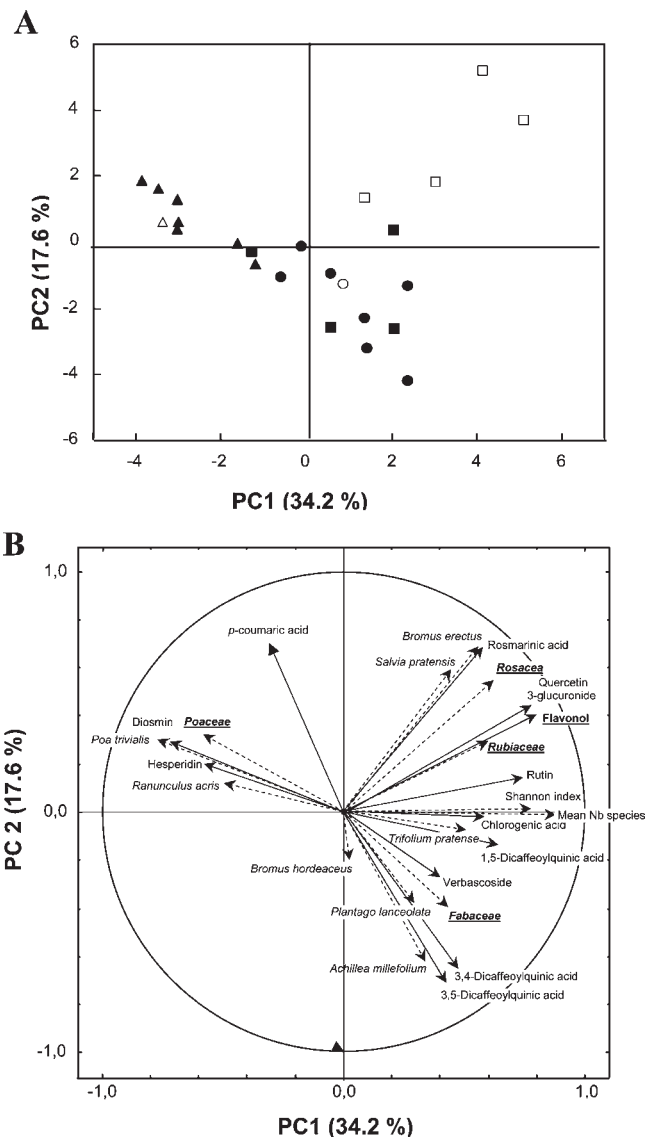 A
6
4
2
0
-2
-4
-6
PC2 (17.6 %)
-4 -2 0 2 4 6
PC1 (34.2 %)
B
1,0
0,0
-1,0
PC 2 (17.6 %)
p-coumaric acid
Bromus erectus
Rosmarinic acid
Salvia pratensis
Rosacea
Quercetin
3-glucuronide
Diosmin Poaceae
Flavonol
Poa trivialis
Rubiaceae
Hesperidin
Rutin
Ranunculus acris
Shannon index
Mean Nb species
Chlorogenic acid
Trifolium pratense
1,5-Dicaffeoylquinic acid
Bromus hordeaceus
Verbascoside
Plantago lanceolata
Fabaceae
Achillea millefolium
3,4-Dicaffeoylquinic acid
3,5-Dicaffeoylquinic acid
-1,0 0,0 1,0
PC1 (34.2 %)